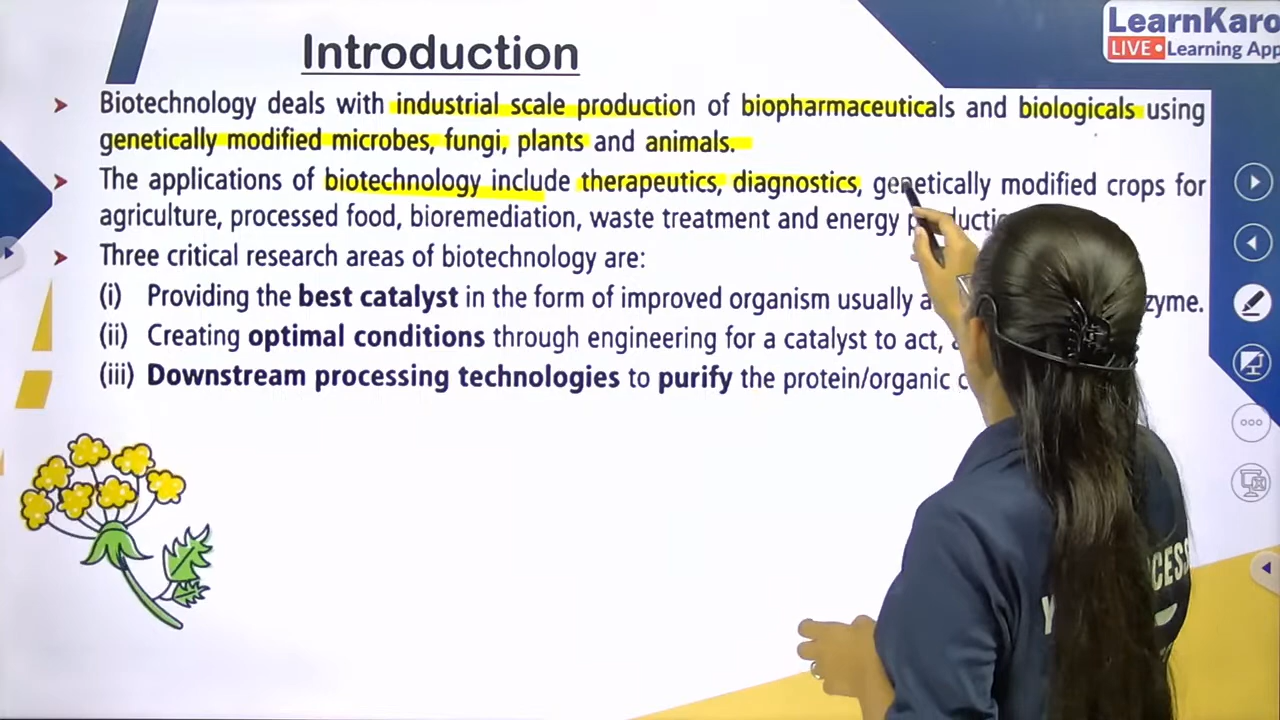 Introduction
LearnKaro
LIVE • Learning App
➤ Biotechnology deals with industrial scale production of biopharmaceuticals and biologicals using
genetically modified microbes, fungi, plants and animals.
➤ The applications of biotechnology include therapeutics, diagnostics, genetically modified crops for
agriculture, processed food, bioremediation, waste treatment and energy
➤ Three critical research areas of biotechnology are:
(i) Providing the best catalyst in the form of improved organism usually
(ii) Creating optimal conditions through engineering for a catalyst to act,
(iii) Downstream processing technologies to purify the protein/organic